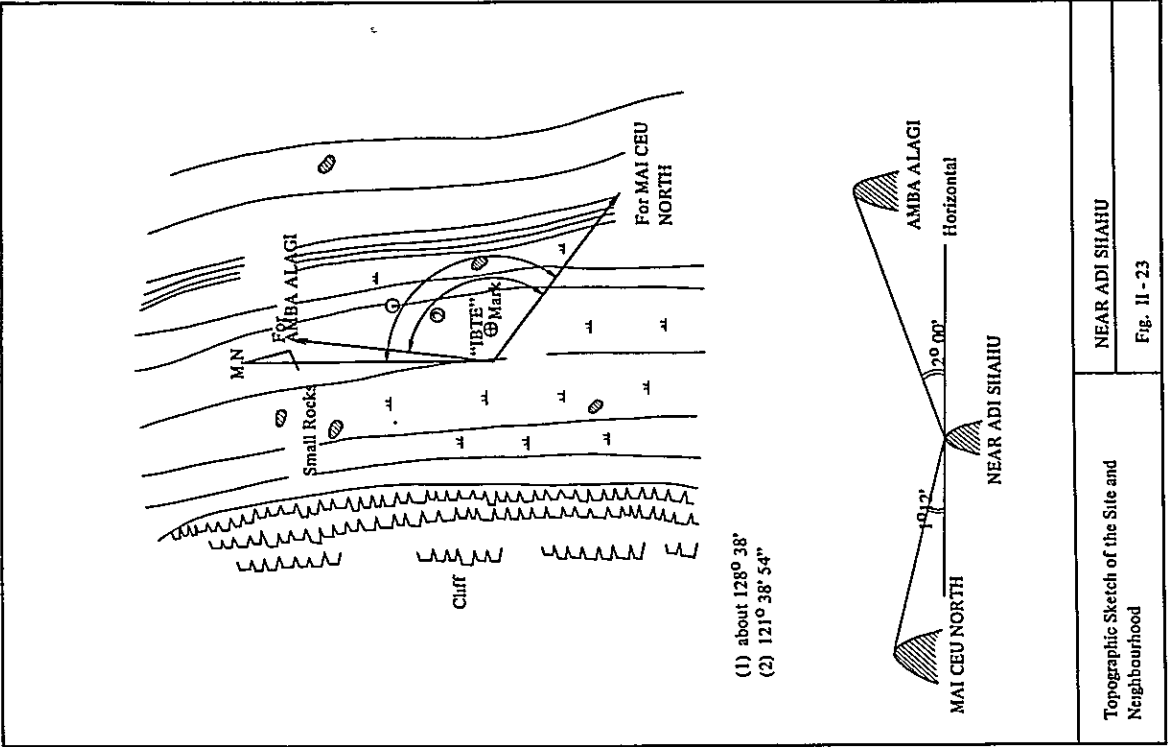 M.N
For
AMBA ALAGI
Small Rocks
1
2
"IBTE"
Mark
For MAI CEU
NORTH
Cliff
(1) about 128° 38'
(2) 121° 38' 54"
AMBA ALAGI
2° 00'
Horizontal
1° 12'
NEAR ADI SHAHU
MAI CEU NORTH
Topographic Sketch of the Site and
Neighbourhood
NEAR ADI SHAHU
Fig. II - 23